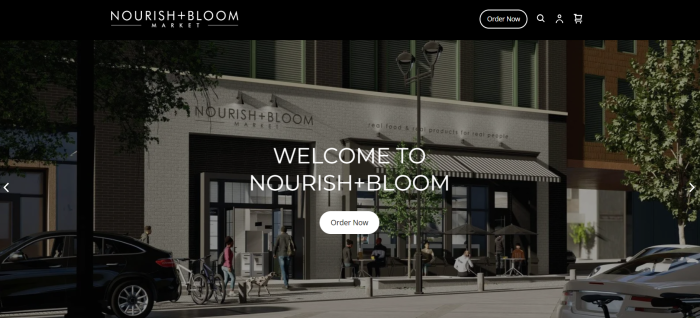 NOURISH+BLOOM
MARKET
Order Now
NOURISH+BLOOM
MARKET
real food & real products for real people
WELCOME TO
NOURISH+BLOOM
Order Now